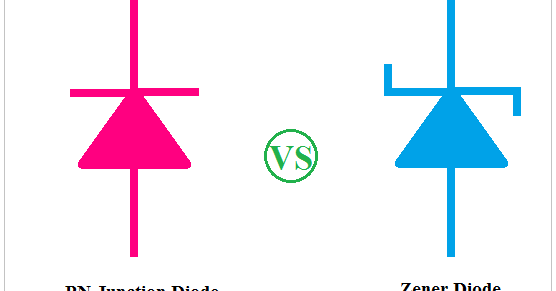 VS
PN Junction Diode
Zener Diode